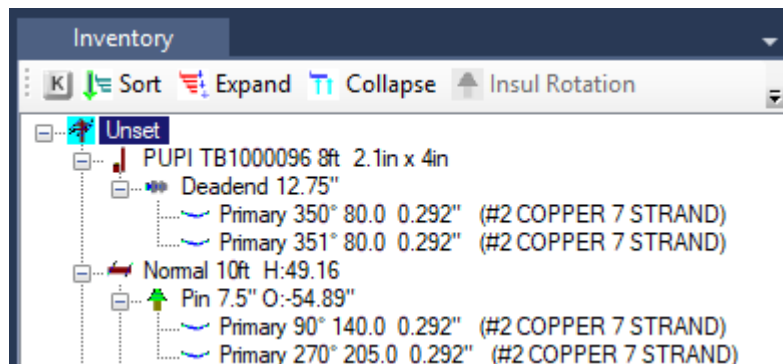 Inventory
K Sort Expand Collapse Insul Rotation
Unset
PUPI TB1000096 8ft 2.1in x 4in
Deadend 12.75"
Primary 350° 80.0 0.292" (#2 COPPER 7 STRAND)
Primary 351° 80.0 0.292" (#2 COPPER 7 STRAND)
Normal 10ft H:49.16
Pin 7.5" O:-54.89"
Primary 90° 140.0 0.292" (#2 COPPER 7 STRAND)
Primary 270° 205.0 0.292" (#2 COPPER 7 STRAND)